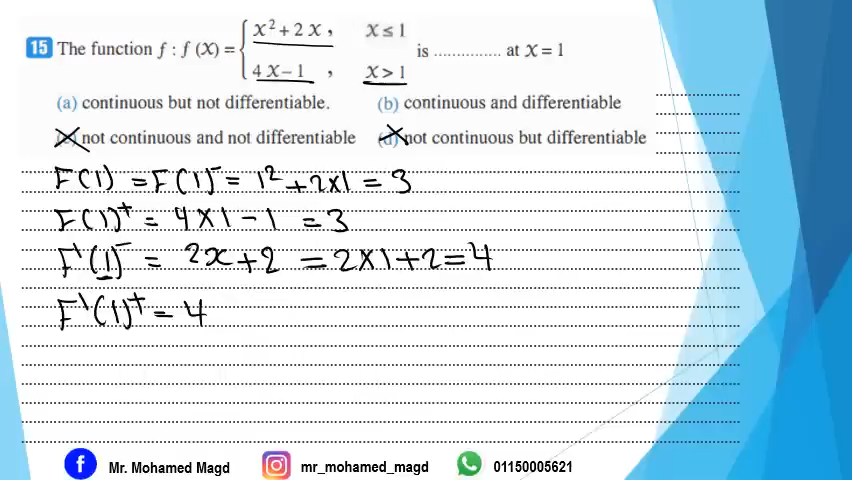 15 The function f : f (X) = { X² + 2 X , X ≤ 1
4 X − 1 , X > 1 is ............... at X = 1
(a) continuous but not differentiable. (b) continuous and differentiable
(c) not continuous and not differentiable (d) not continuous but differentiable
F(1) = F(1)⁻ = 1² + 2×1 = 3
F(1)⁺ = 4×1 − 1 = 3
F'(1)⁻ = 2x + 2 = 2×1 + 2 = 4
F'(1)⁺ = 4
f Mr. Mohamed Magd mr_mohamed_magd 01150005621